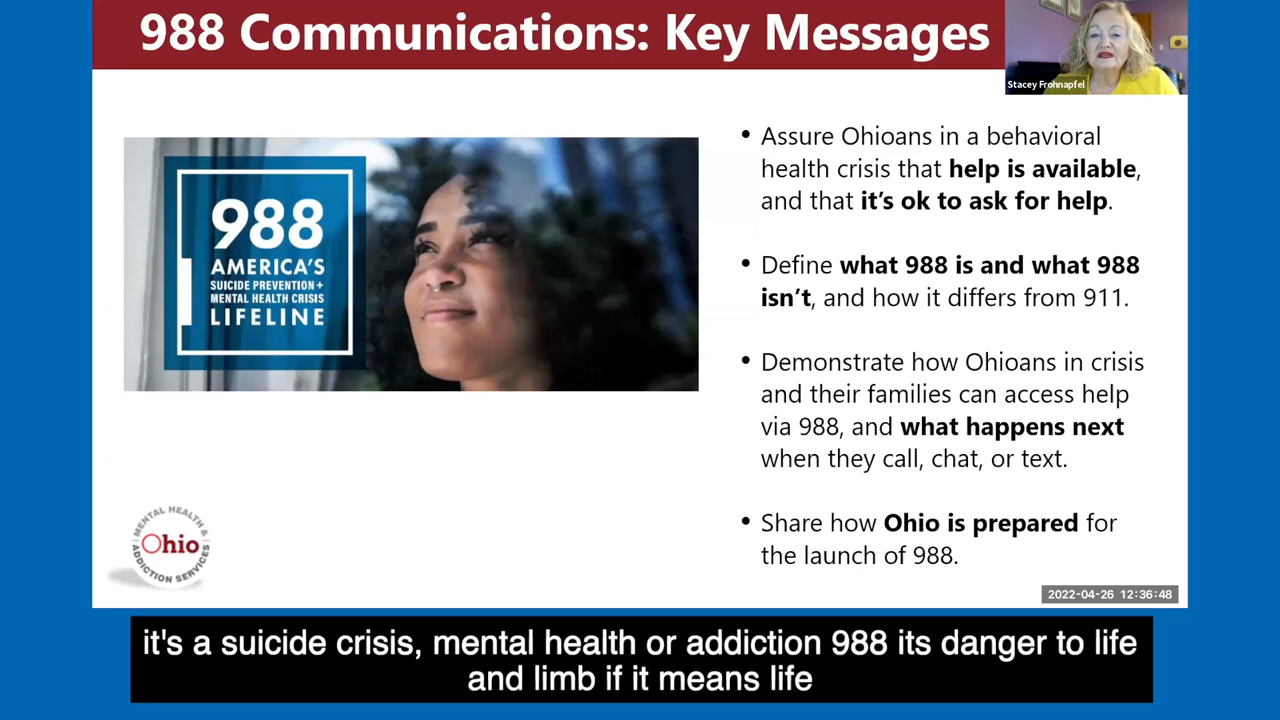 988 Communications: Key Messages
Stacey Frohnapfel
988
AMERICA'S
SUICIDE PREVENTION +
MENTAL HEALTH CRISIS
LIFELINE
• Assure Ohioans in a behavioral
health crisis that help is available,
and that it's ok to ask for help.
• Define what 988 is and what 988
isn't, and how it differs from 911.
• Demonstrate how Ohioans in crisis
and their families can access help
via 988, and what happens next
when they call, chat, or text.
• Share how Ohio is prepared for
the launch of 988.
MENTAL HEALTH &
Ohio
ADDICTION SERVICES
2022-04-26 12:36:48
it's a suicide crisis, mental health or addiction 988 its danger to life
and limb if it means life